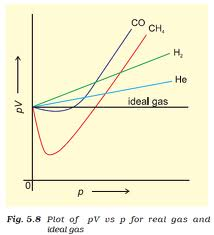 CO
CH₄
H₂
He
ideal gas
pV
0
p
Fig. 5.8 Plot of pV vs p for real gas and
ideal gas